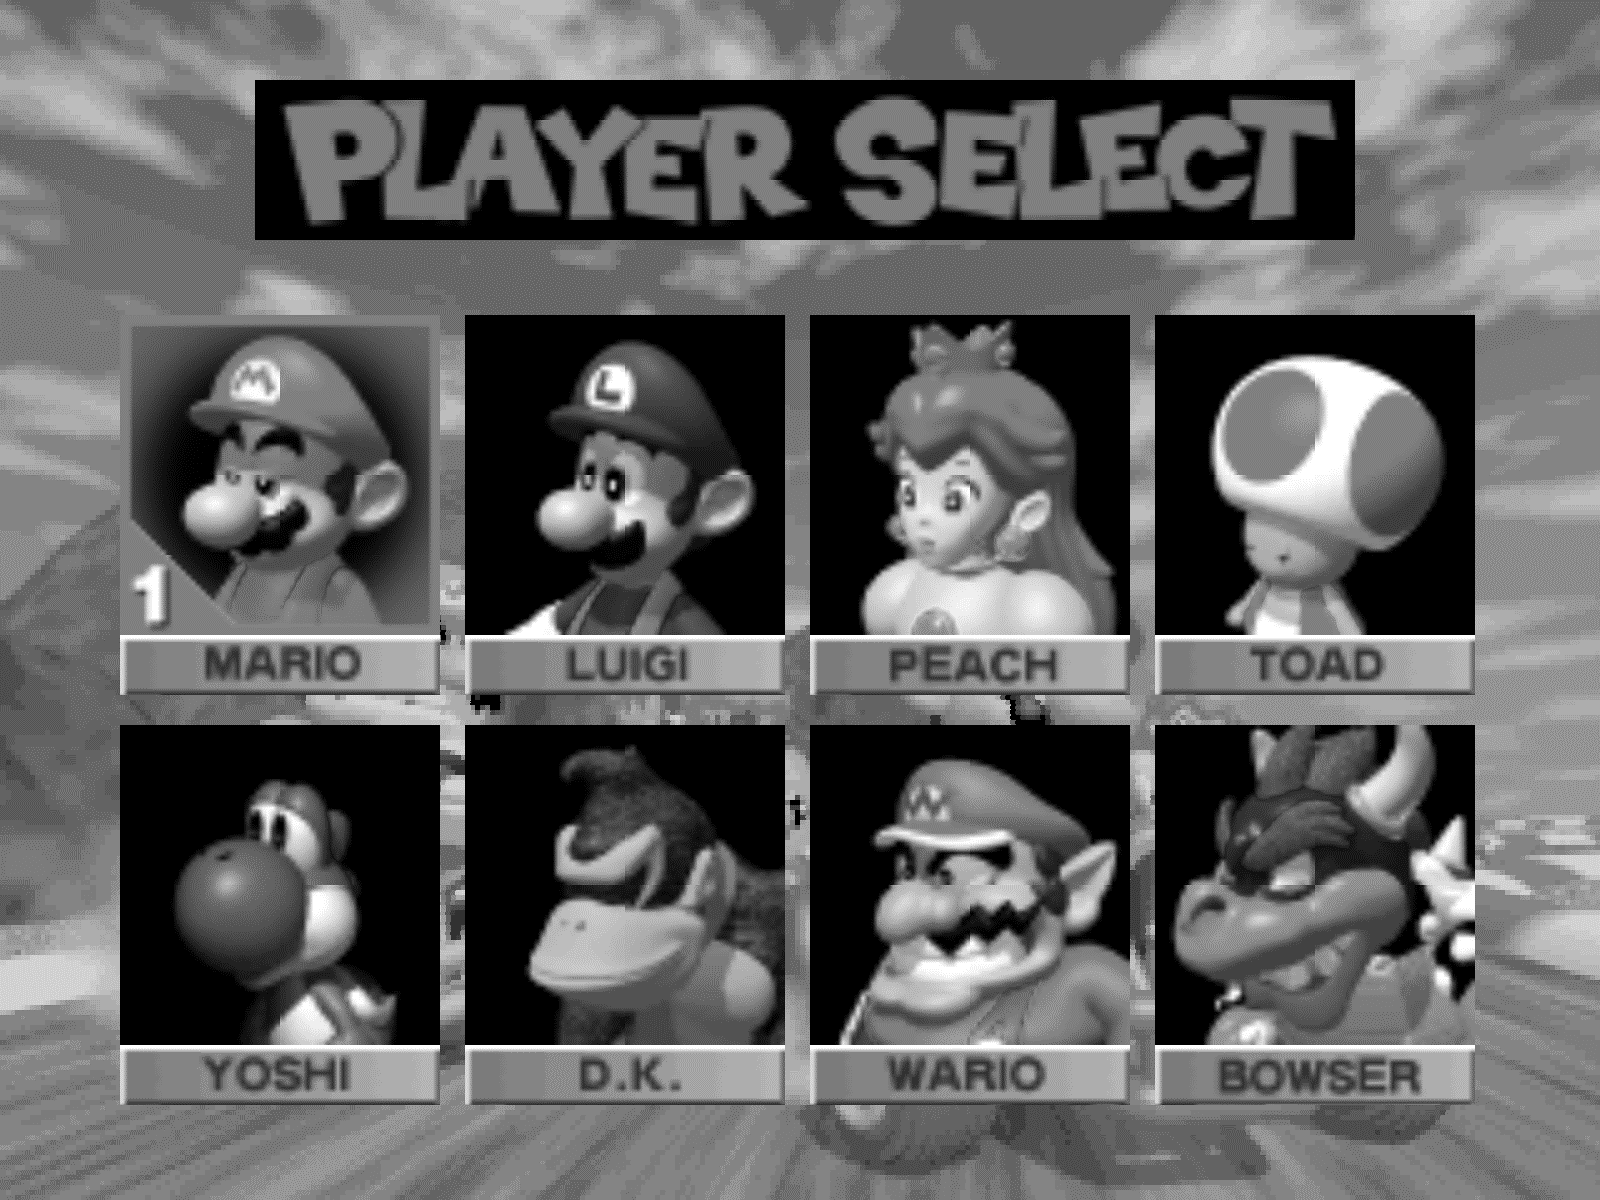 PLAYER SELECT
M
L
1
MARIO LUIGI PEACH TOAD
W
YOSHI D.K. WARIO BOWSER